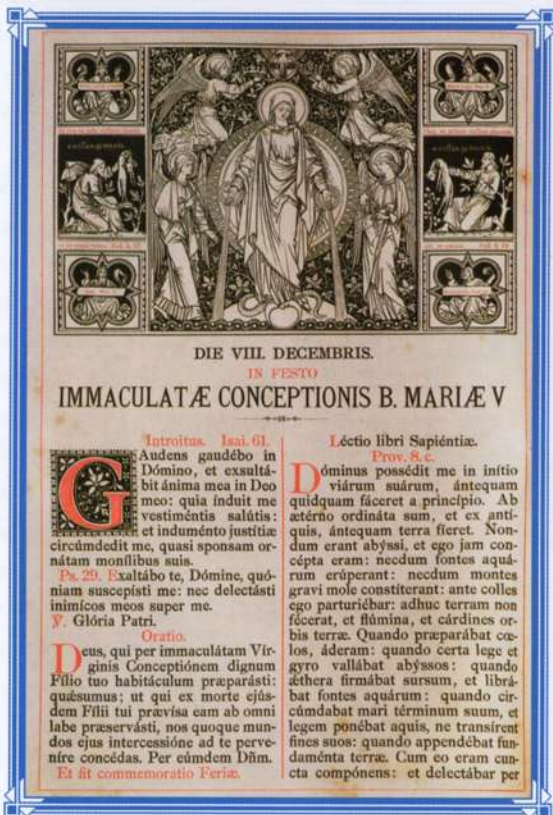 DIE VIII. DECEMBRIS.
IN FESTO
IMMACULATÆ CONCEPTIONIS B. MARIÆ V
Introitus. Isai. 61.
Gaudens gaudébo in
Dómino, et exsultá-
bit ánima mea in Deo
meo: quia índuit me
vestiméntis salútis:
et induménto justítiæ
circúmdedit me, quasi sponsam or-
nátam monílibus suis.
Ps. 29. Exaltábo te, Dómine, quó-
niam suscepísti me: nec delectásti
inimícos meos super me.
℣. Glória Patri.
Oratio.
Deus, qui per immaculátam Vír-
ginis Conceptiónem dignum
Fílio tuo habitáculum præparásti:
quǽsumus; ut qui ex morte ejús-
dem Fílii tui prævísa eam ab omni
labe præservásti, nos quoque mun-
dos ejus intercessióne ad te perve-
níre concédas. Per eúmdem Dñm.
Et fit commemoratio Feriæ.
Léctio libri Sapiéntiæ.
Prov. 8. c.
Dóminus possédit me in inítio
viárum suárum, ántequam
quidquam fáceret a princípio. Ab
ætérno ordináta sum, et ex antí-
quis, ántequam terra fíeret. Non-
dum erant abýssi, et ego jam con-
cépta eram: necdum fontes aquá-
rum erúperant: necdum montes
gravi mole constíterant: ante colles
ego parturiébar: adhuc terram non
fécerat, et flúmina, et cárdines or-
bis terræ. Quando præparábat cœ-
los, áderam: quando certa lege et
gyro vallábat abýssos: quando
ǽthera firmábat sursum, et librá-
bat fontes aquárum: quando cir-
cúmdabat mari términum suum, et
legem ponébat aquis, ne transírent
fines suos: quando appendébat fun-
daménta terræ. Cum eo eram cun-
cta compónens: et delectábar per